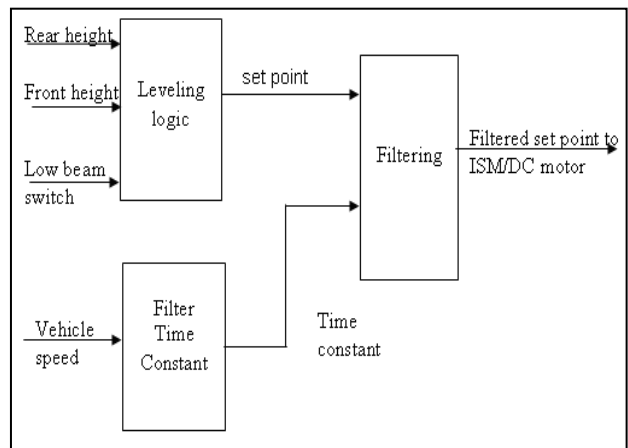 Rear height
Front height
Low beam
switch
Leveling
logic
set point
Filtering
Filtered set point to
ISM/DC motor
Vehicle
speed
Filter
Time
Constant
Time
constant